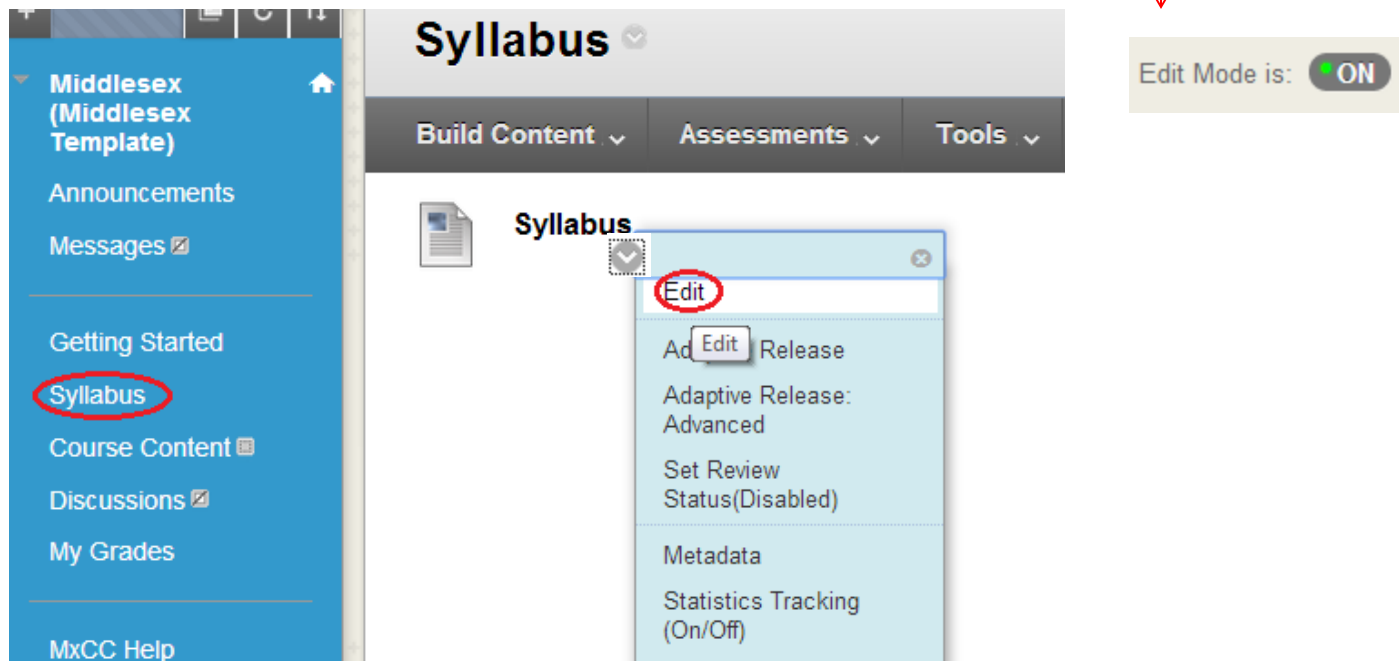 Middlesex
(Middlesex
Template)
Announcements
Messages
Getting Started
Syllabus
Course Content
Discussions
My Grades
MxCC Help
Syllabus
Build Content
Assessments
Tools
Syllabus
Edit
Edit
Release
Adaptive Release:
Advanced
Set Review
Status(Disabled)
Metadata
Statistics Tracking
(On/Off)
Edit Mode is: ON